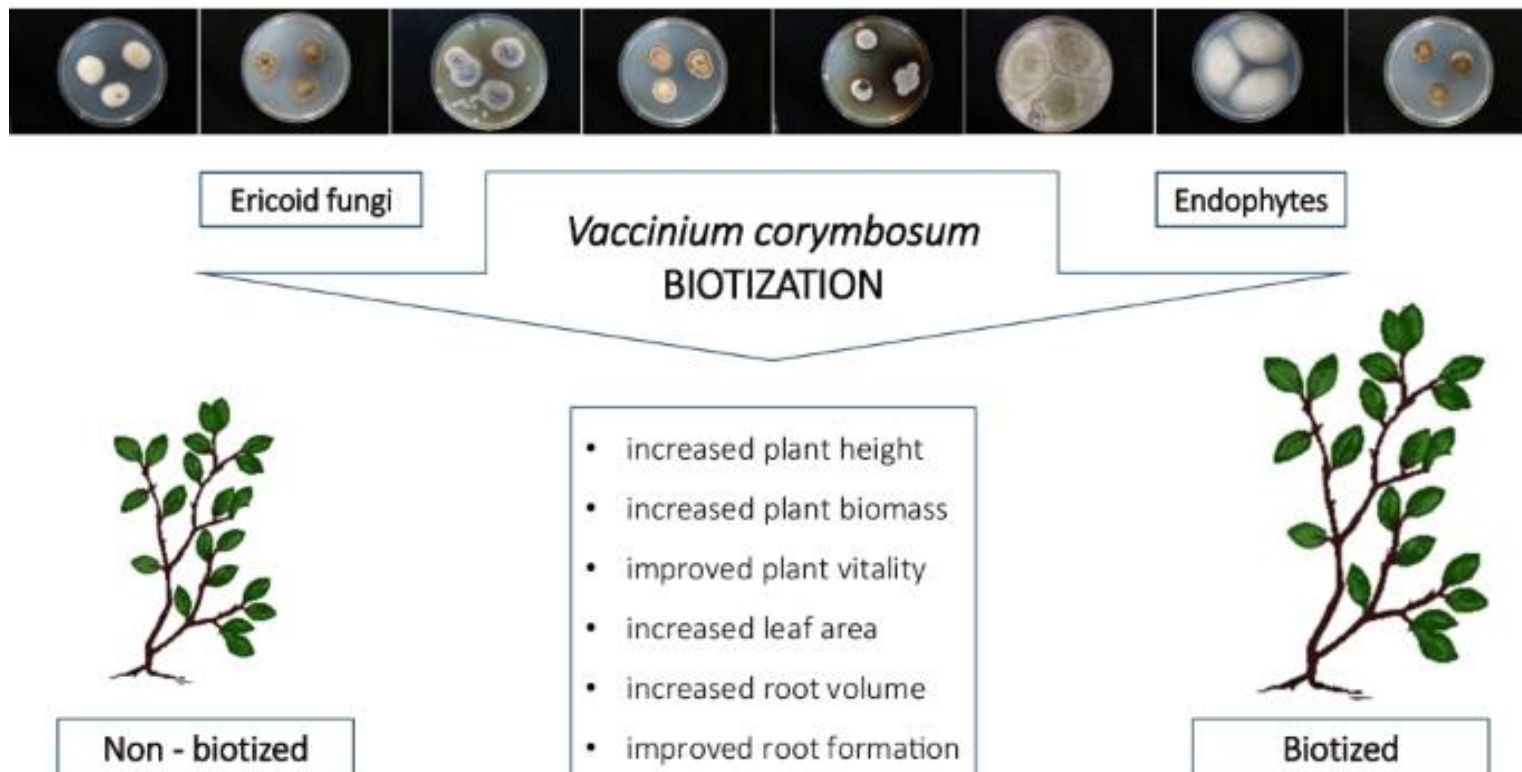 Ericoid fungi
Endophytes
Vaccinium corymbosum
BIOTIZATION
• increased plant height
• increased plant biomass
• improved plant vitality
• increased leaf area
• increased root volume
• improved root formation
Non - biotized
Biotized